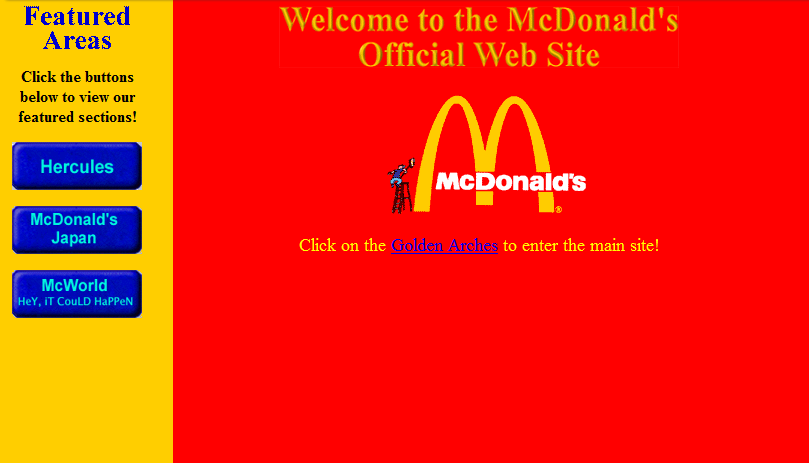 Featured
Areas
Click the buttons
below to view our
featured sections!
Hercules
McDonald's
Japan
McWorld
HeY, iT CouLD HaPPeN
Welcome to the McDonald's
Official Web Site
McDonald's
®
Click on the Golden Arches to enter the main site!